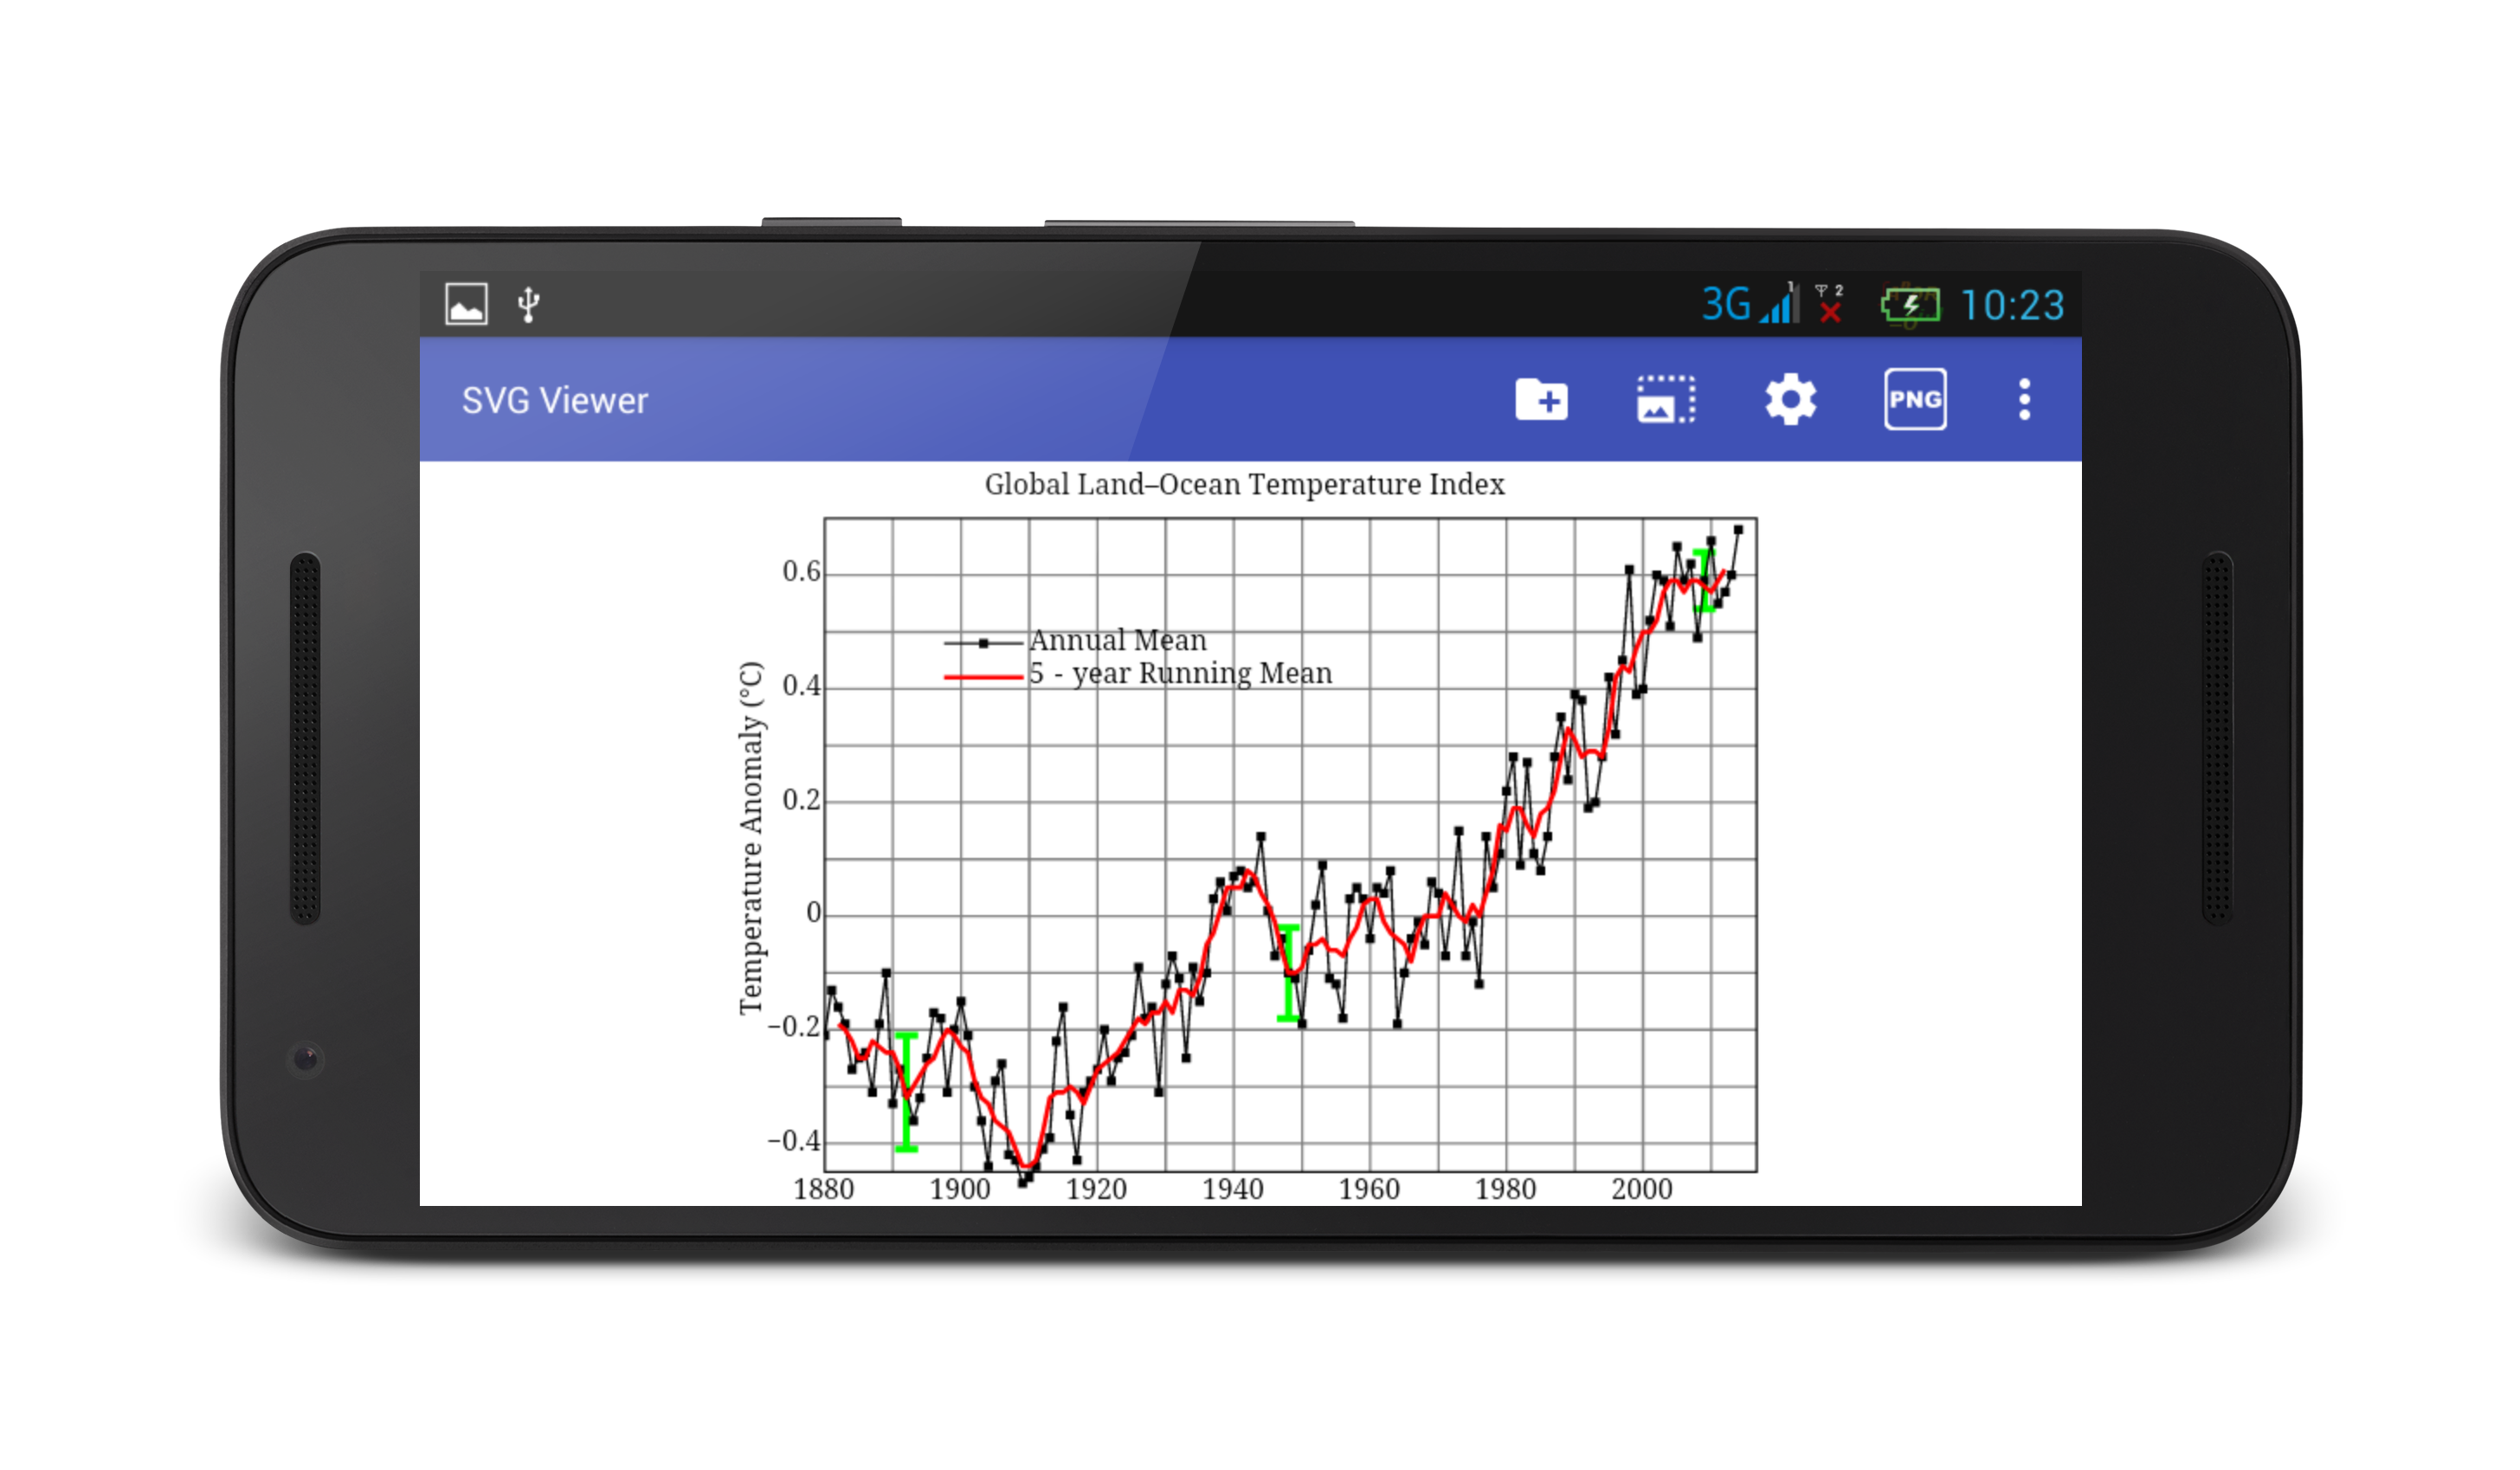 3G 1 2 10:23
SVG Viewer
PNG
Global Land–Ocean Temperature Index
0.6
Annual Mean
5 - year Running Mean
0.4
Temperature Anomaly (°C)
0.2
0
−0.2
−0.4
1880 1900 1920 1940 1960 1980 2000